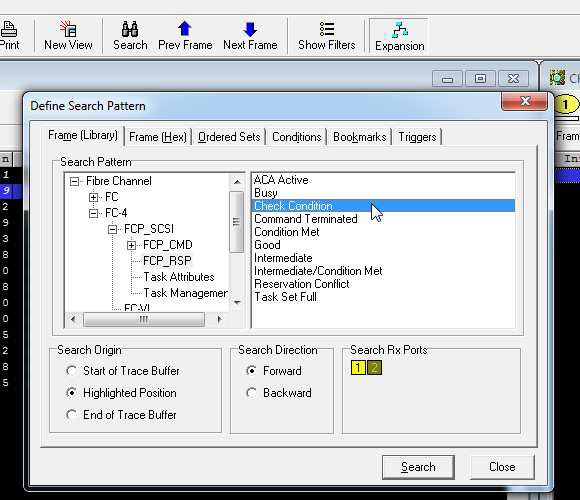 Print
New View
Search
Prev Frame
Next Frame
Show Filters
Expansion
1
Fram
In
n
1
9
2
9
3
8
0
8
0
0
5
2
8
5
Define Search Pattern
Frame (Library)
Frame (Hex)
Ordered Sets
Conditions
Bookmarks
Triggers
Search Pattern
Fibre Channel
FC
FC-4
FCP_SCSI
FCP_CMD
FCP_RSP
Task Attributes
Task Managemer
FC-VI
ACA Active
Busy
Check Condition
Command Terminated
Condition Met
Good
Intermediate
Intermediate/Condition Met
Reservation Conflict
Task Set Full
Search Origin
Start of Trace Buffer
Highlighted Position
End of Trace Buffer
Search Direction
Forward
Backward
Search Rx Ports
1 2
Search
Close